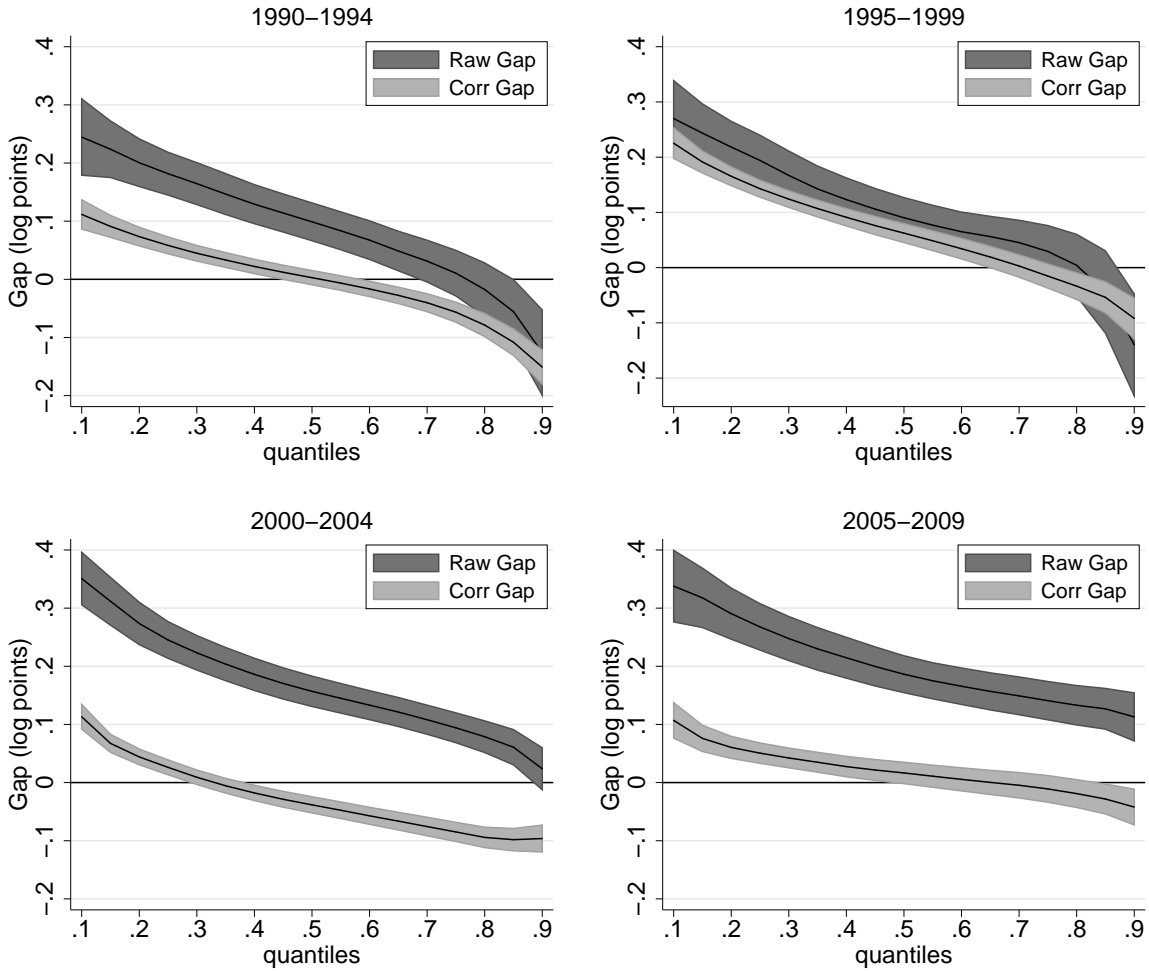 1990−1994
Gap (log points)
.4
.3
.2
.1
0
−.1
−.2
Raw Gap
Corr Gap
.1 .2 .3 .4 .5 .6 .7 .8 .9
quantiles
1995−1999
Gap (log points)
.4
.3
.2
.1
0
−.1
−.2
Raw Gap
Corr Gap
.1 .2 .3 .4 .5 .6 .7 .8 .9
quantiles
2000−2004
Gap (log points)
.4
.3
.2
.1
0
−.1
−.2
Raw Gap
Corr Gap
.1 .2 .3 .4 .5 .6 .7 .8 .9
quantiles
2005−2009
Gap (log points)
.4
.3
.2
.1
0
−.1
−.2
Raw Gap
Corr Gap
.1 .2 .3 .4 .5 .6 .7 .8 .9
quantiles